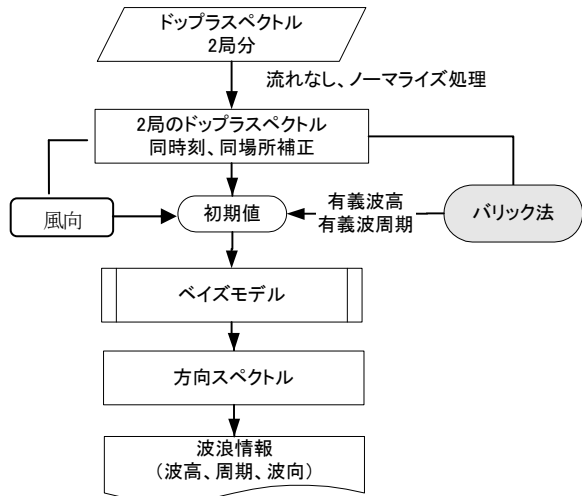 ドップラスペクトル
2局分
流れなし、ノーマライズ処理
2局のドップラスペクトル
同時刻、同場所補正
風向
初期値
有義波高
有義波周期
バリック法
ベイズモデル
方向スペクトル
波浪情報
(波高、周期、波向)